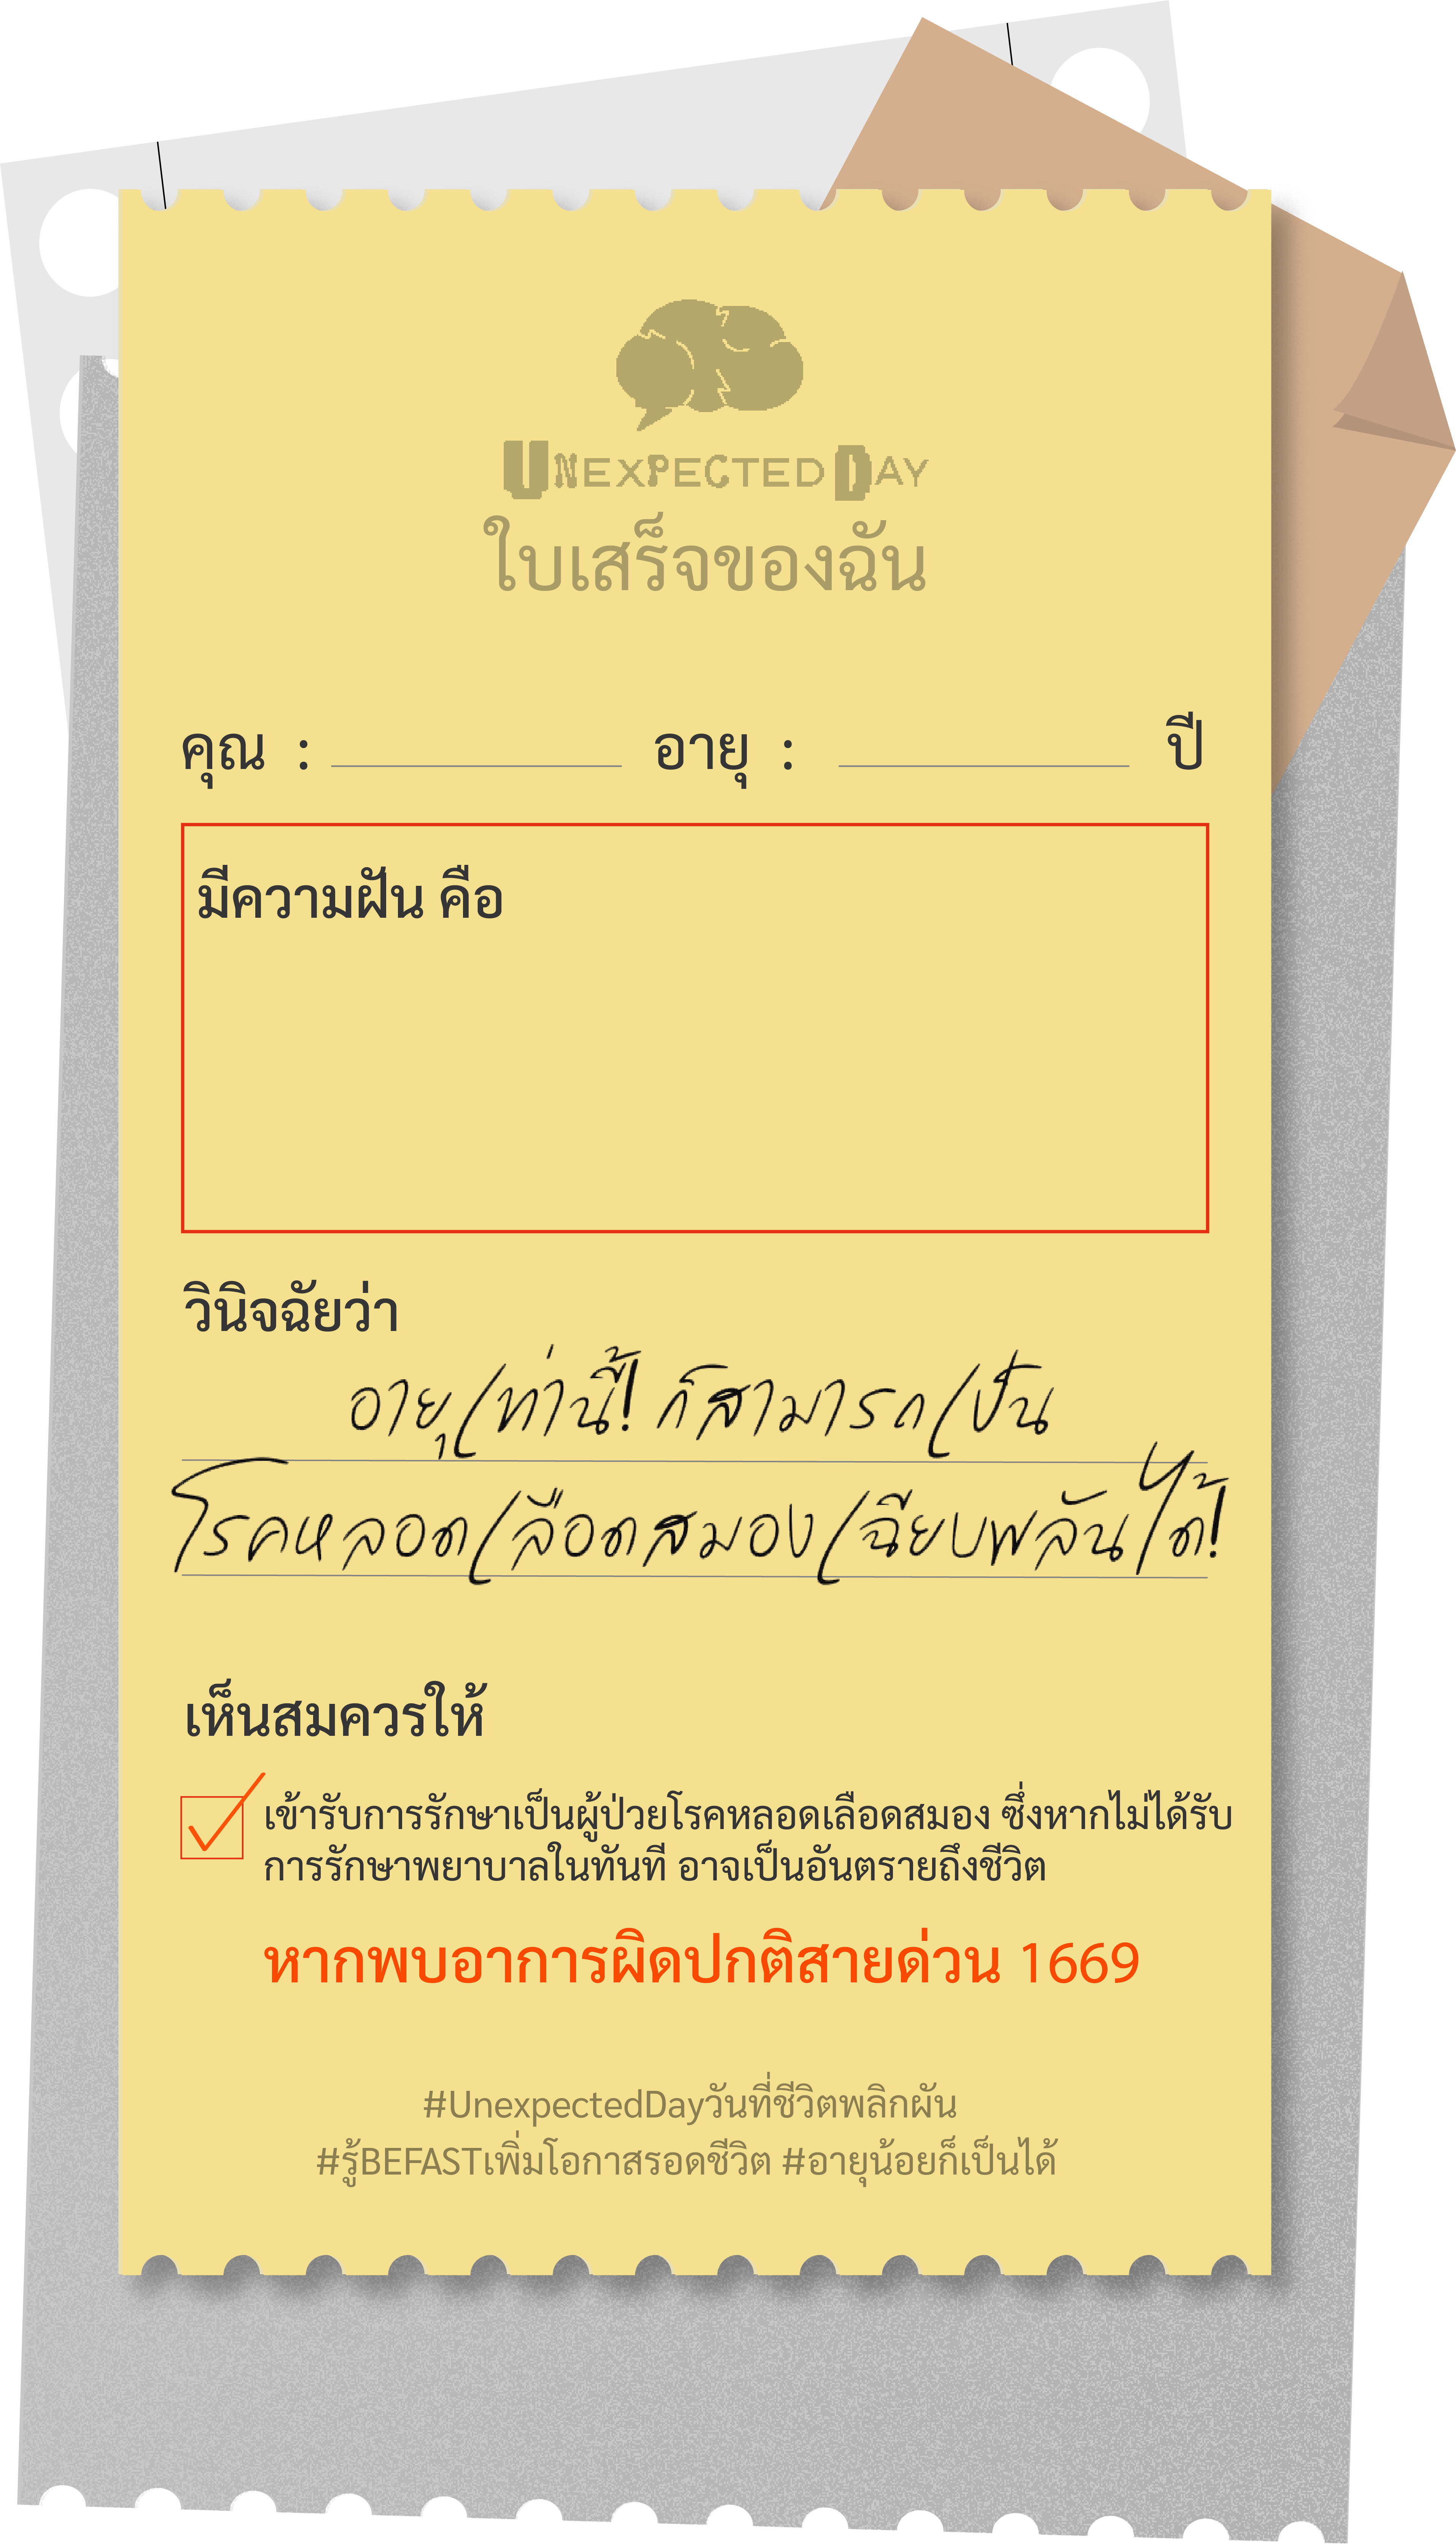 UNEXPECTED DAY
ใบเสร็จของฉัน
คุณ : อายุ : ปี
มีความฝัน คือ
วินิจฉัยว่า
อายุเท่านี้! ก็สามารถเป็น
โรคหลอดเลือดสมองเฉียบพลันได้!
เห็นสมควรให้
เข้ารับการรักษาเป็นผู้ป่วยโรคหลอดเลือดสมอง ซึ่งหากไม่ได้รับ
การรักษาพยาบาลในทันที อาจเป็นอันตรายถึงชีวิต
หากพบอาการผิดปกติสายด่วน 1669
#UnexpectedDayวันที่ชีวิตพลิกผัน
#รู้BEFASTเพิ่มโอกาสรอดชีวิต #อายุน้อยก็เป็นได้